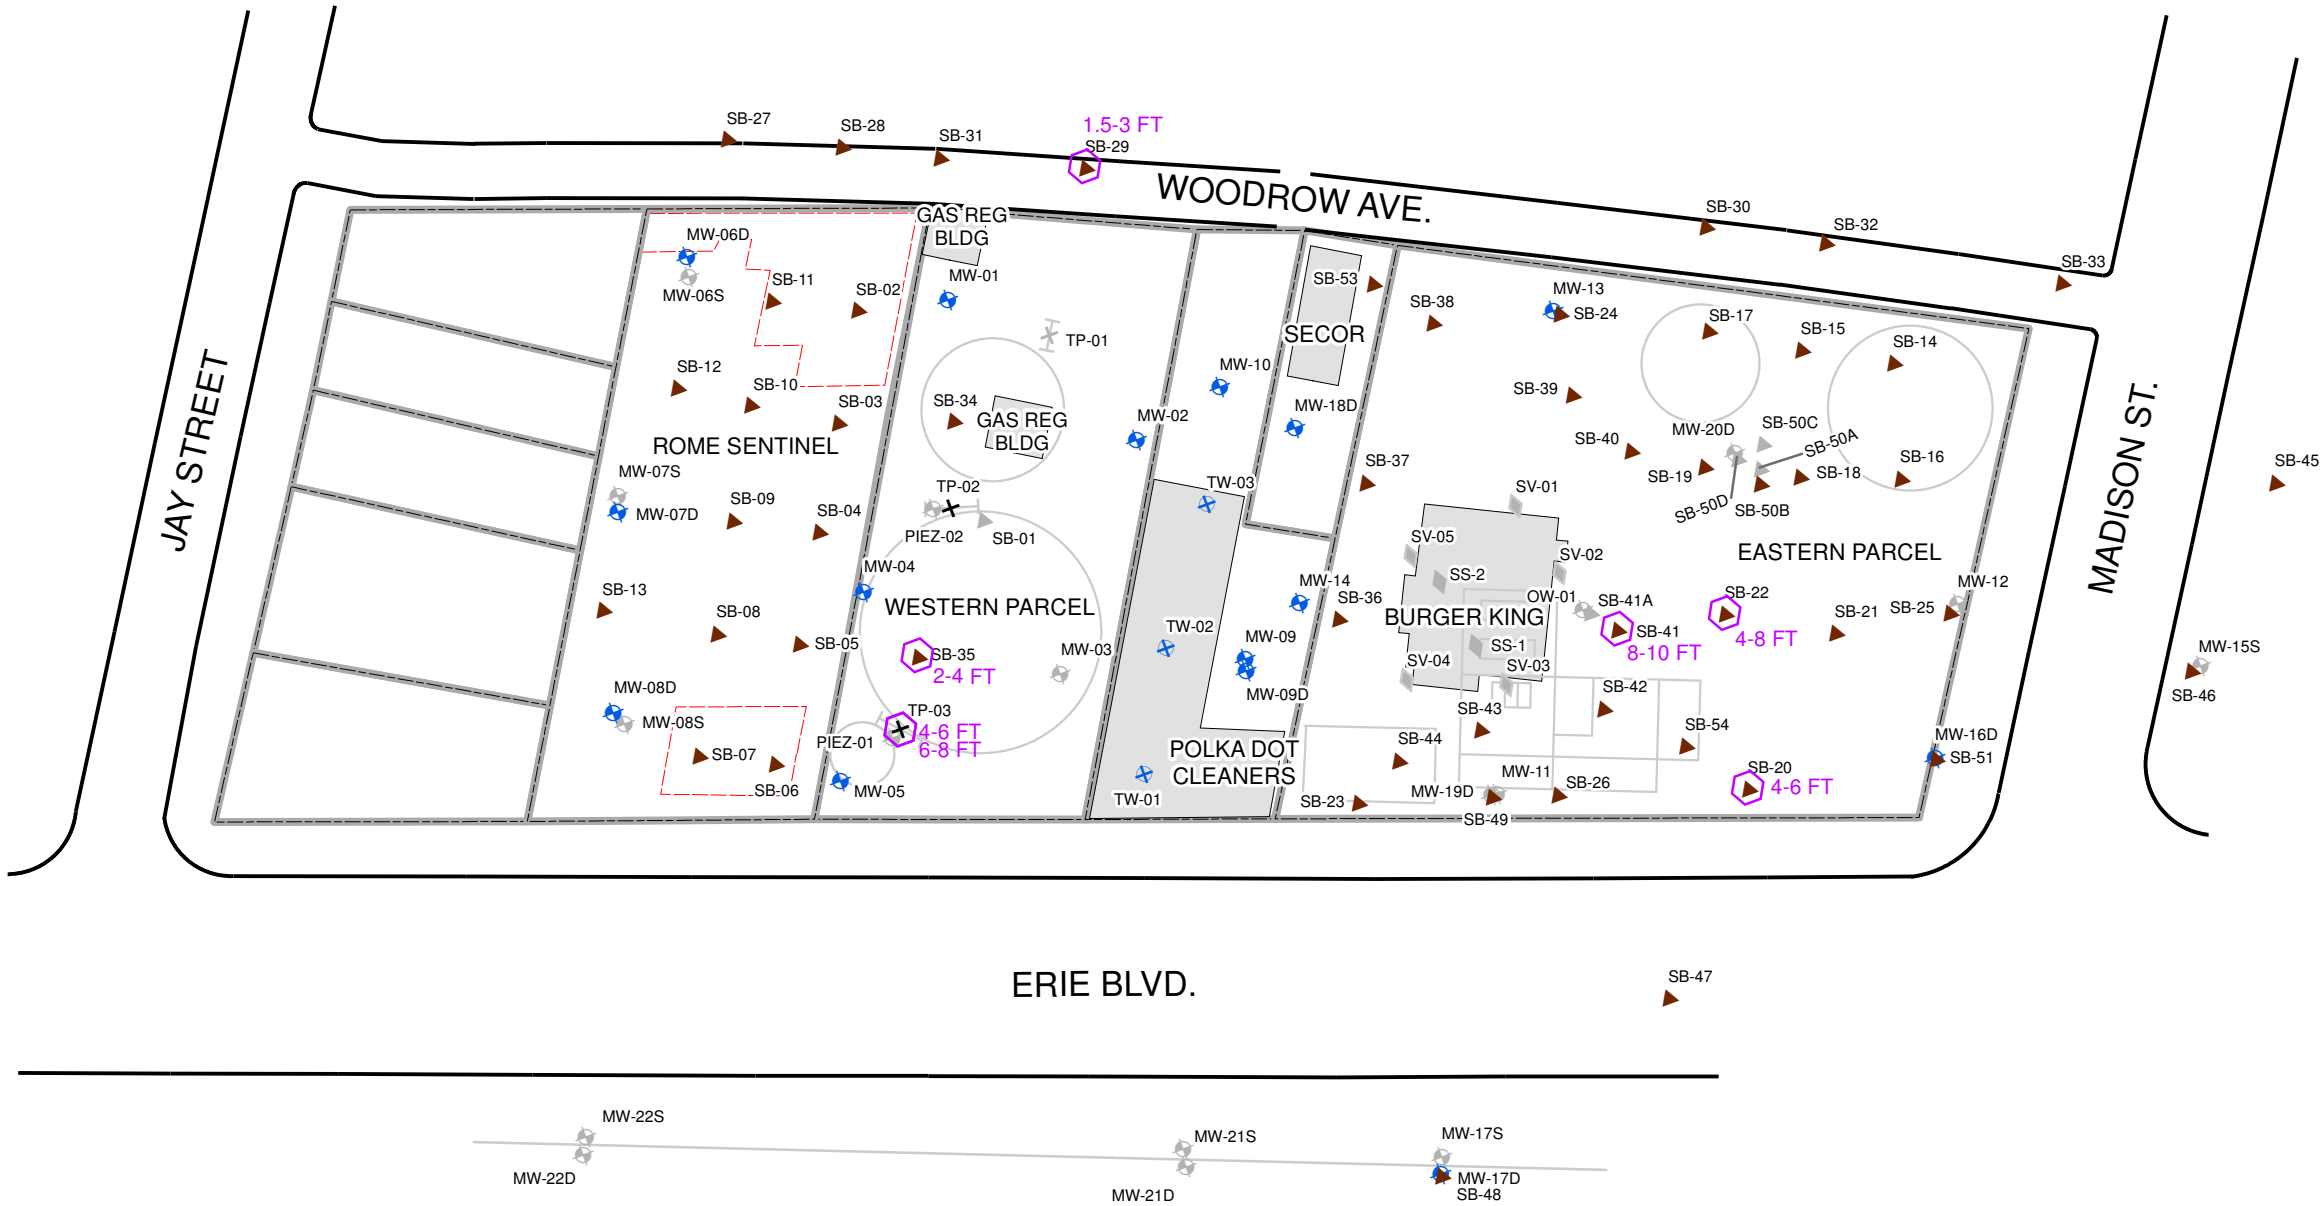 SB-27
SB-28
SB-31
1.5-3 FT
SB-29
WOODROW AVE.
SB-30
SB-32
SB-33
GAS REG
BLDG
MW-06D
MW-06S
SB-11
SB-02
MW-01
SB-53
SECOR
SB-38
MW-13
SB-24
SB-17
SB-15
SB-14
TP-01
SB-12
SB-10
SB-03
SB-34
GAS REG
BLDG
MW-10
MW-02
MW-18D
SB-39
SB-40
MW-20D
SB-50C
SB-50A
SB-19
SB-18
SB-16
SB-50D
SB-50B
JAY STREET
ROME SENTINEL
MADISON ST.
SB-45
MW-07S
MW-07D
SB-09
SB-04
TP-02
PIEZ-02
SB-01
TW-03
SB-37
SV-01
SV-05
SV-02
SS-2
EASTERN PARCEL
MW-04
WESTERN PARCEL
MW-14
SB-36
BURGER KING
OW-01
SB-41A
SB-41
8-10 FT
SB-22
4-8 FT
SB-21
SB-25
MW-12
SB-13
SB-08
SB-05
SB-35
2-4 FT
MW-03
TW-02
MW-09
MW-09D
SS-1
SV-04
SV-03
MW-15S
SB-46
MW-08D
MW-08S
SB-07
SB-06
TP-03
4-6 FT
6-8 FT
PIEZ-01
MW-05
POLKA DOT
CLEANERS
TW-01
SB-43
SB-42
SB-44
SB-54
MW-11
MW-19D
SB-26
SB-23
SB-49
SB-20
4-6 FT
MW-16D
SB-51
ERIE BLVD.
SB-47
MW-22S
MW-22D
MW-21S
MW-21D
MW-17S
MW-17D
SB-48